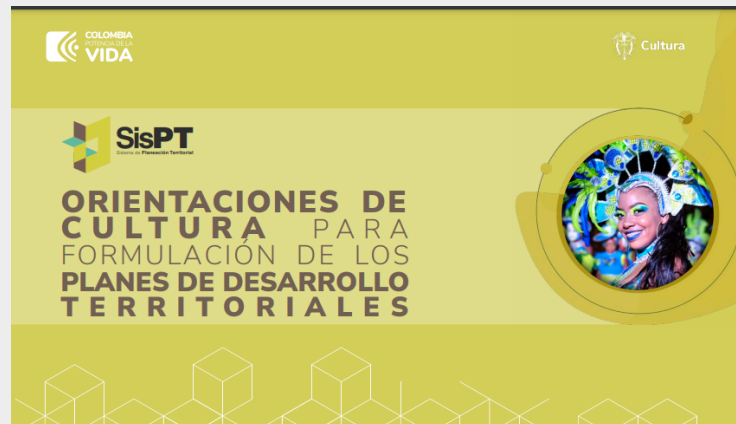 COLOMBIA
POTENCIA DE LA
VIDA
Cultura
SisPT
Sistema de Planeación Territorial
ORIENTACIONES DE
CULTURA PARA
FORMULACIÓN DE LOS
PLANES DE DESARROLLO
TERRITORIALES